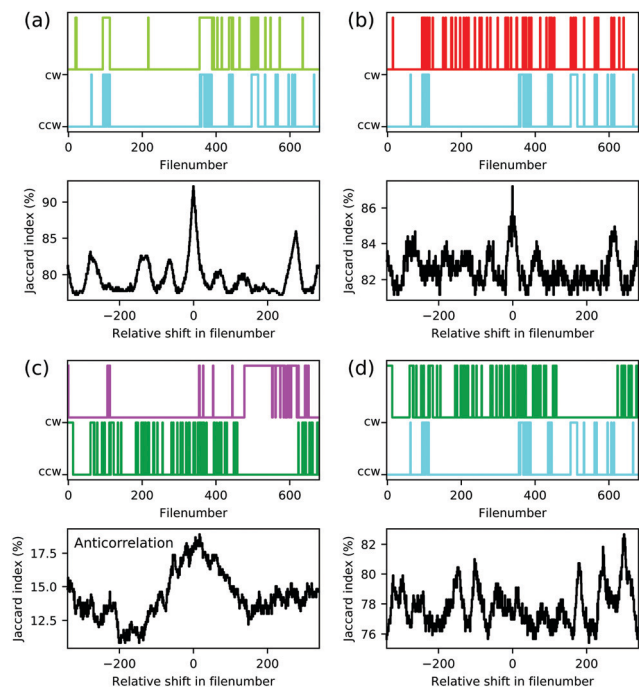 (a)
CW
CCW
0 200 400 600
Filenumber
Jaccard index (%)
90
85
80
−200 0 200
Relative shift in filenumber
(b)
CW
CCW
0 200 400 600
Filenumber
Jaccard index (%)
86
84
82
−200 0 200
Relative shift in filenumber
(c)
CW
CCW
0 200 400 600
Filenumber
Anticorrelation
Jaccard index (%)
17.5
15.0
12.5
−200 0 200
Relative shift in filenumber
(d)
CW
CCW
0 200 400 600
Filenumber
Jaccard index (%)
82
80
78
76
−200 0 200
Relative shift in filenumber